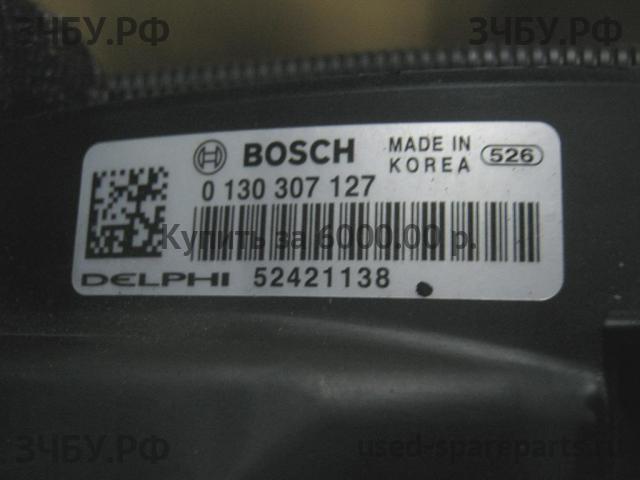 ЗЧБУ.РФ ЗЧБУ.РФ
BOSCH MADE IN KOREA 526
0 130 307 127
Купить за 6000.00 р.
DELPHI 52421138
ЗЧБУ.РФ used-spareparts.ru